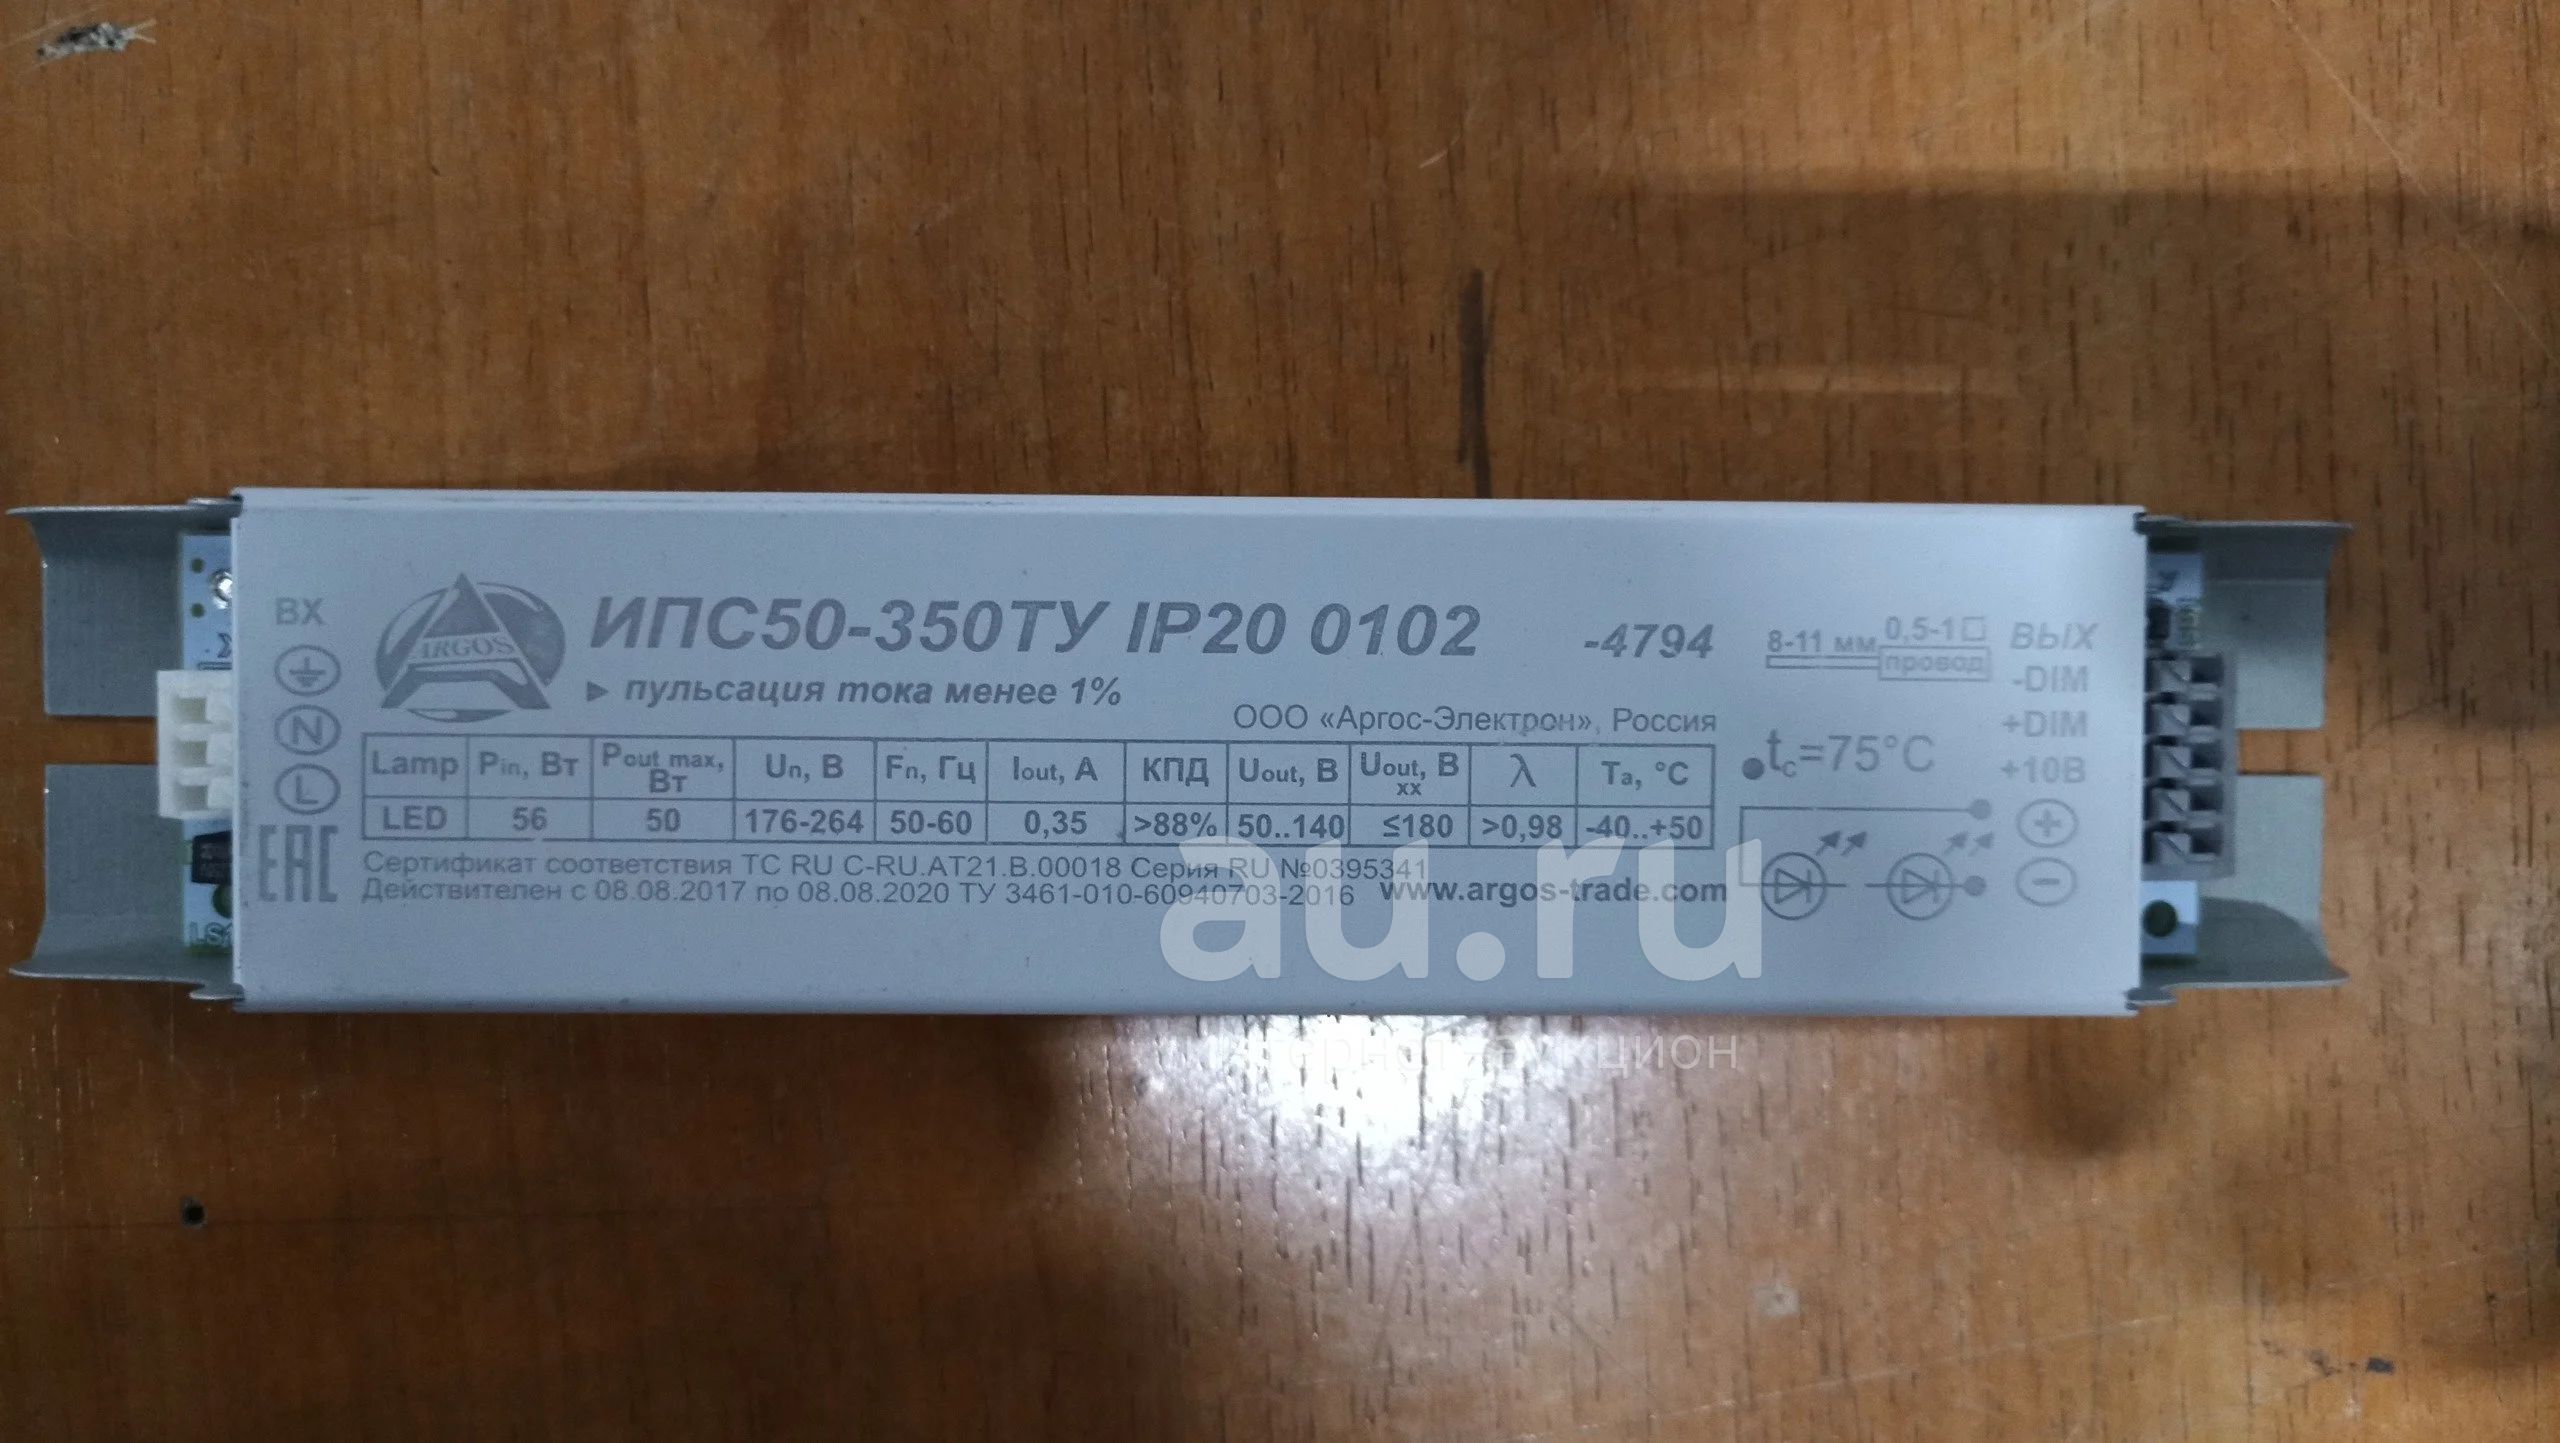 ВХ
ARGOS
ИПС50-350ТУ IP20 0102
-4794
пульсация тока менее 1%
ООО «Аргос-Электрон», Россия
8-11 мм 0,5-1
провод
ВЫХ
-DIM
+DIM
+10В
N
L
tc=75°C
Lamp Pin, Вт Pout max, Вт Uп, В Fп, Гц Iout, А КПД Uout, В Uout, В xx λ Ta, °C
LED 56 50 176-264 50-60 0,35 >88% 50..140 ≤180 >0,98 -40..+50
EAC
Сертификат соответствия ТС RU C-RU.АТ21.В.00018 Серия RU №0395341
Действителен с 08.08.2017 по 08.08.2020 ТУ 3461-010-60940703-2016 www.argos-trade.com
au.ru